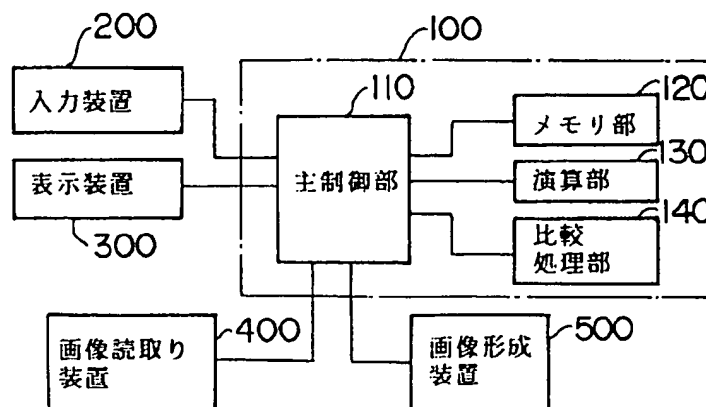 200
100
入力装置
110
120
メモリ部
主制御部
130
演算部
表示装置
300
140
比較
処理部
400
画像読取り
装置
500
画像形成
装置